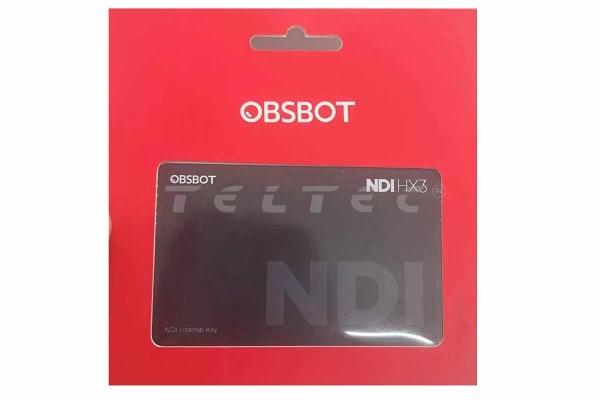 OBSBOT
OBSBOT
NDI HX3
TELTEC
NDI
NDI License Key